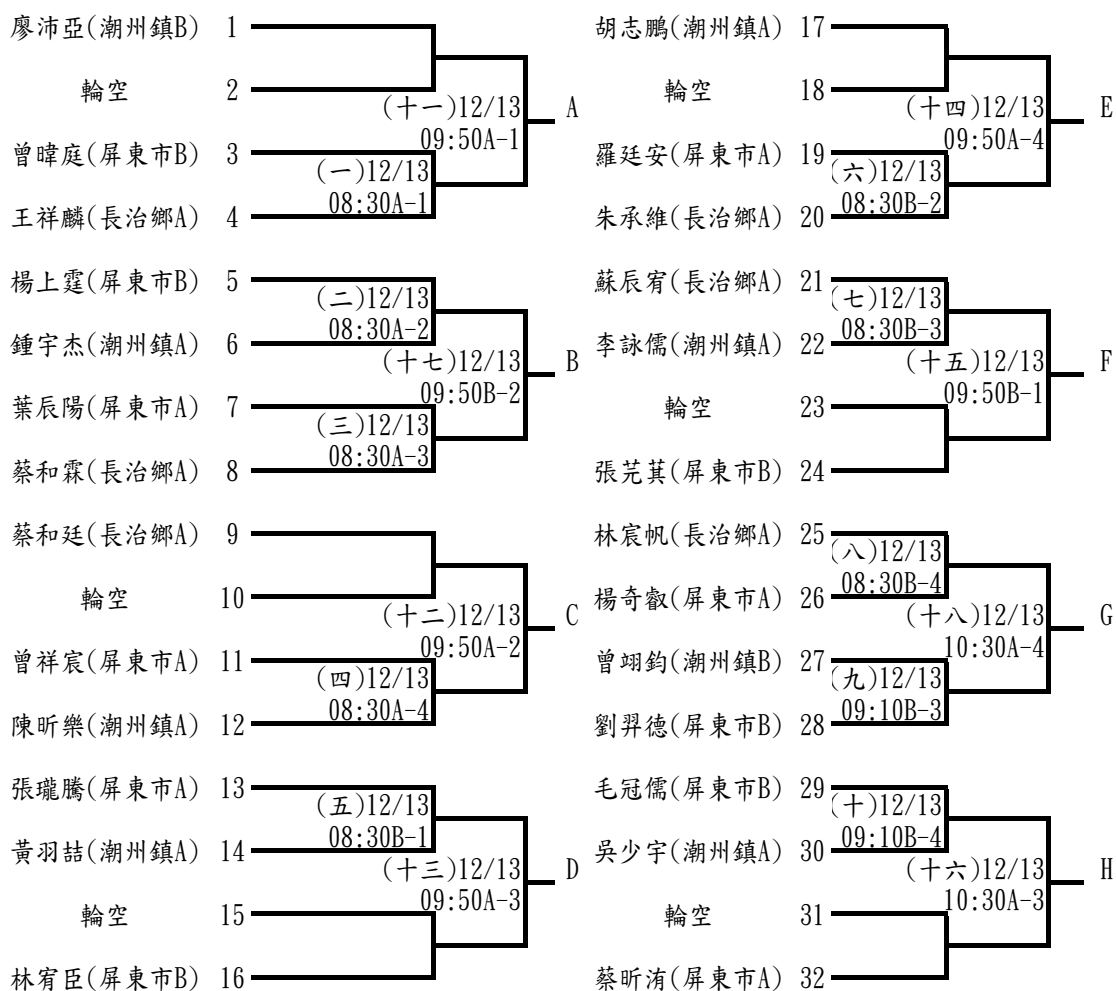 廖沛亞(潮州鎮B) 1
輪空 2
(十一)12/13 A
09:50A-1
曾暐庭(屏東市B) 3
(一)12/13
08:30A-1
王祥麟(長治鄉A) 4
楊上霆(屏東市B) 5
(二)12/13
08:30A-2
鍾宇杰(潮州鎮A) 6
(十七)12/13 B
09:50B-2
葉辰陽(屏東市A) 7
(三)12/13
08:30A-3
蔡和霖(長治鄉A) 8
蔡和廷(長治鄉A) 9
輪空 10
(十二)12/13 C
09:50A-2
曾祥宸(屏東市A) 11
(四)12/13
08:30A-4
陳昕樂(潮州鎮A) 12
張瓏騰(屏東市A) 13
(五)12/13
08:30B-1
黃羽喆(潮州鎮A) 14
(十三)12/13 D
09:50A-3
輪空 15
林宥臣(屏東市B) 16
胡志鵬(潮州鎮A) 17
輪空 18
(十四)12/13 E
09:50A-4
羅廷安(屏東市A) 19
(六)12/13
08:30B-2
朱承維(長治鄉A) 20
蘇辰宥(長治鄉A) 21
(七)12/13
08:30B-3
李詠儒(潮州鎮A) 22
(十五)12/13 F
09:50B-1
輪空 23
張芫萁(屏東市B) 24
林宸帆(長治鄉A) 25
(八)12/13
08:30B-4
楊奇叡(屏東市A) 26
(十八)12/13 G
10:30A-4
曾翊鈞(潮州鎮B) 27
(九)12/13
09:10B-3
劉羿德(屏東市B) 28
毛冠儒(屏東市B) 29
(十)12/13
09:10B-4
吳少宇(潮州鎮A) 30
(十六)12/13 H
10:30A-3
輪空 31
蔡昕洧(屏東市A) 32